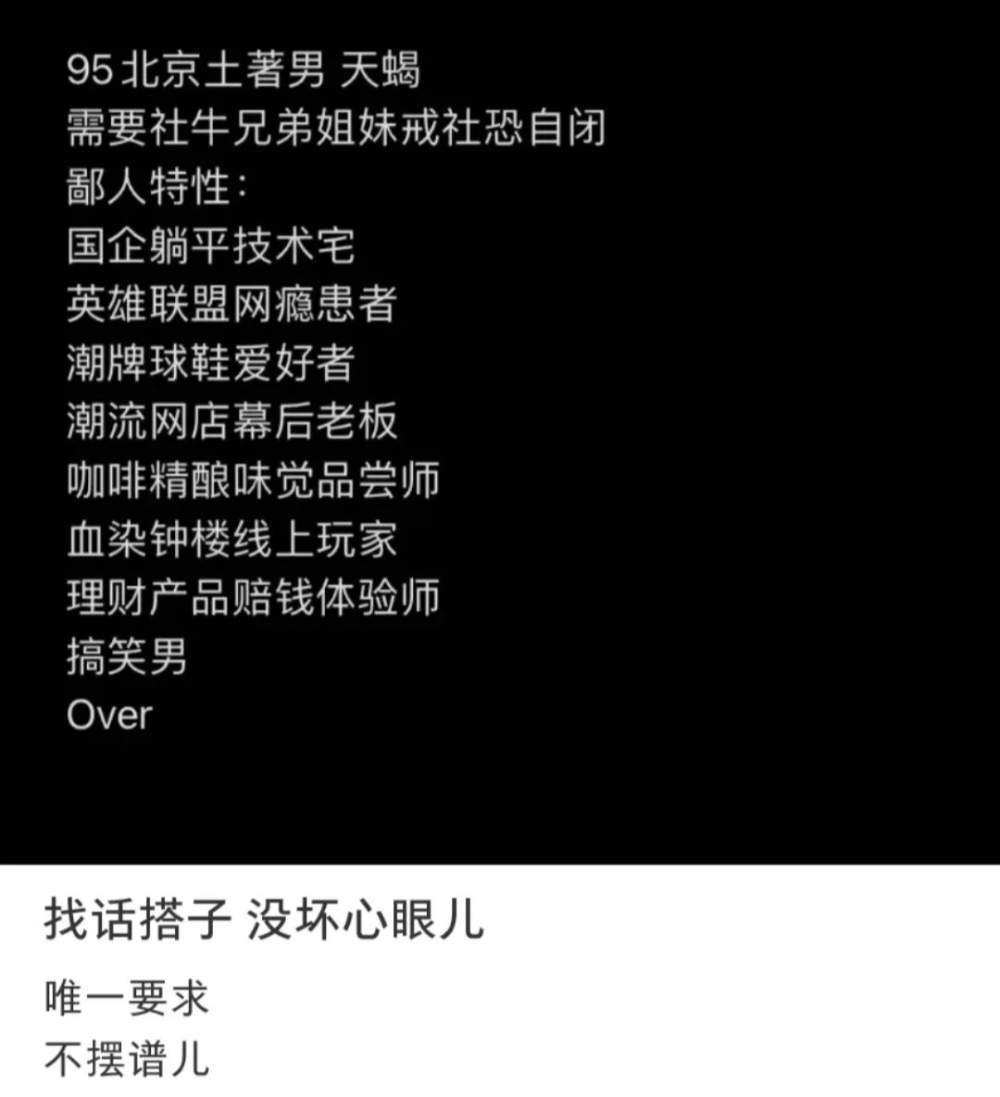 95北京土著男 天蝎
需要社牛兄弟姐妹戒社恐自闭
鄙人特性：
国企躺平技术宅
英雄联盟网瘾患者
潮牌球鞋爱好者
潮流网店幕后老板
咖啡精酿味觉品尝师
血染钟楼线上玩家
理财产品赔钱体验师
搞笑男
Over
找话搭子 没坏心眼儿
唯一要求
不摆谱儿